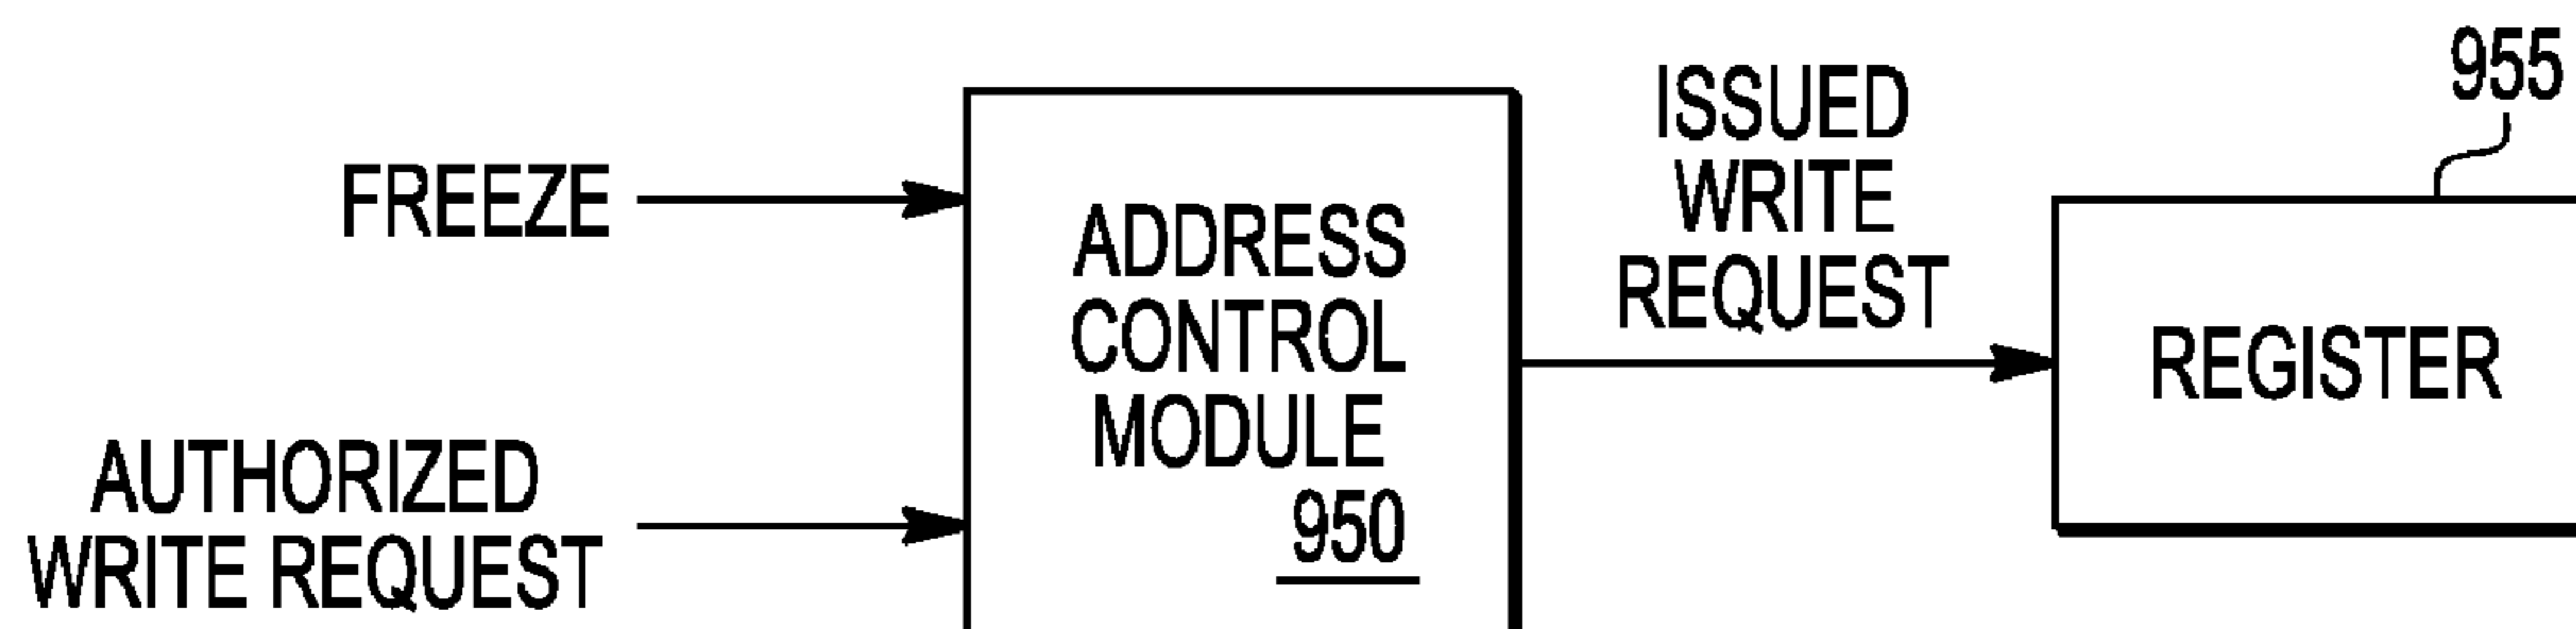 955
ISSUED
WRITE
REQUEST
FREEZE
ADDRESS
CONTROL
MODULE
950
REGISTER
AUTHORIZED
WRITE REQUEST